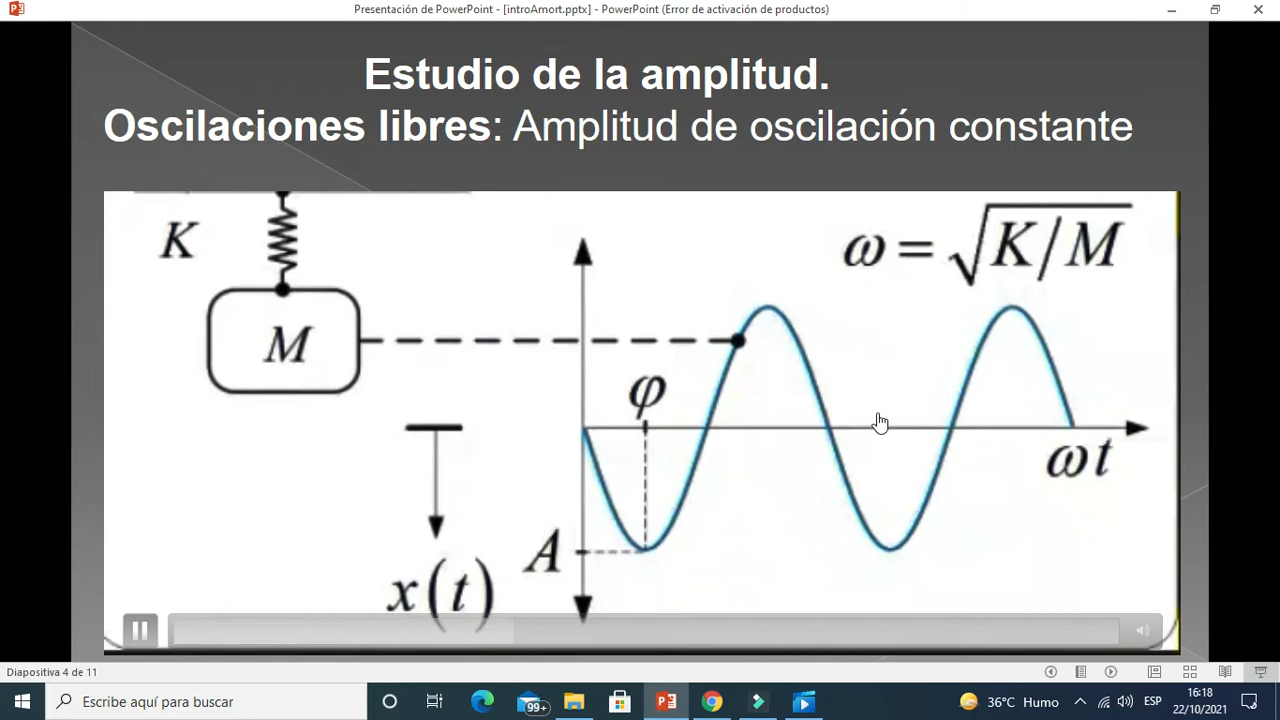 Presentación de PowerPoint - [introAmort.pptx] - PowerPoint (Error de activación de productos)
Estudio de la amplitud.
Oscilaciones libres: Amplitud de oscilación constante
K
ω = √K/M
M
φ
ωt
A
x(t)
Diapositiva 4 de 11
Escribe aquí para buscar
99+
36°C Humo
ESP
16:18
22/10/2021